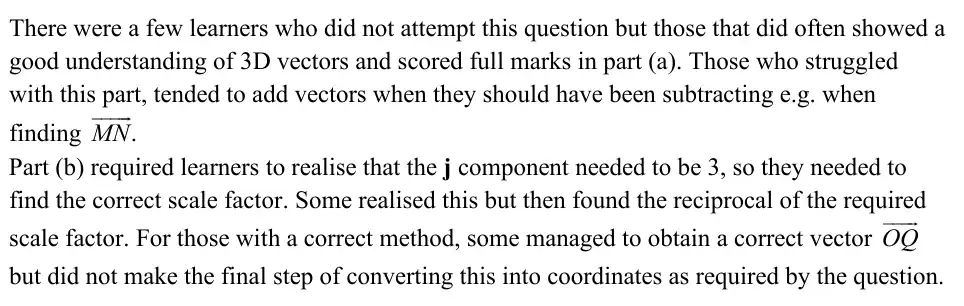 There were a few learners who did not attempt this question but those that did often showed a
good understanding of 3D vectors and scored full marks in part (a). Those who struggled
with this part, tended to add vectors when they should have been subtracting e.g. when
finding MN⃗.
Part (b) required learners to realise that the j component needed to be 3, so they needed to
find the correct scale factor. Some realised this but then found the reciprocal of the required
scale factor. For those with a correct method, some managed to obtain a correct vector OQ⃗
but did not make the final step of converting this into coordinates as required by the question.